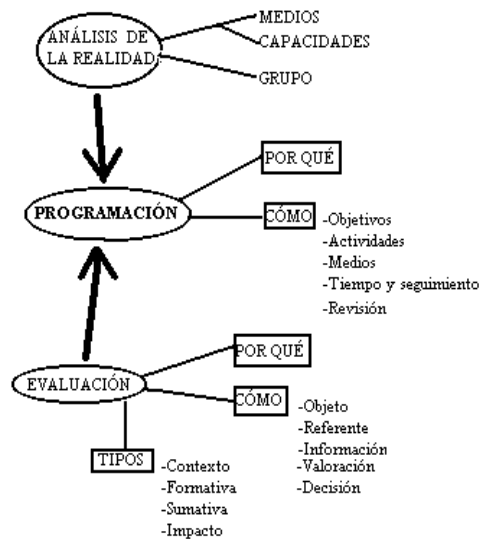 MEDIOS
ANÁLISIS DE
LA REALIDAD
CAPACIDADES
GRUPO
POR QUÉ
PROGRAMACIÓN
CÓMO
-Objetivos
-Actividades
-Medios
-Tiempo y seguimiento
-Revisión
POR QUÉ
EVALUACIÓN
CÓMO
-Objeto
-Referente
-Información
-Valoración
-Decisión
TIPOS
-Contexto
-Formativa
-Sumativa
-Impacto